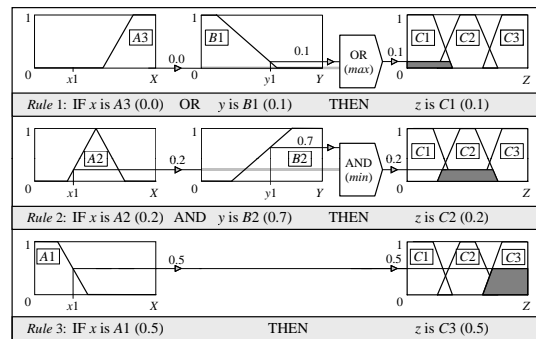 1 A3 1 B1 0.1 OR (max) 0.1 1 C1 C2 C3
0.0
0 x1 X 0 y1 Y 0 Z
Rule 1: IF x is A3 (0.0) OR y is B1 (0.1) THEN z is C1 (0.1)
1 A2 0.2 1 0.7 B2 AND (min) 0.2 1 C1 C2 C3
0 x1 X 0 y1 Y 0 Z
Rule 2: IF x is A2 (0.2) AND y is B2 (0.7) THEN z is C2 (0.2)
1 A1 0.5 0.5 1 C1 C2 C3
0 x1 X 0 Z
Rule 3: IF x is A1 (0.5) THEN z is C3 (0.5)